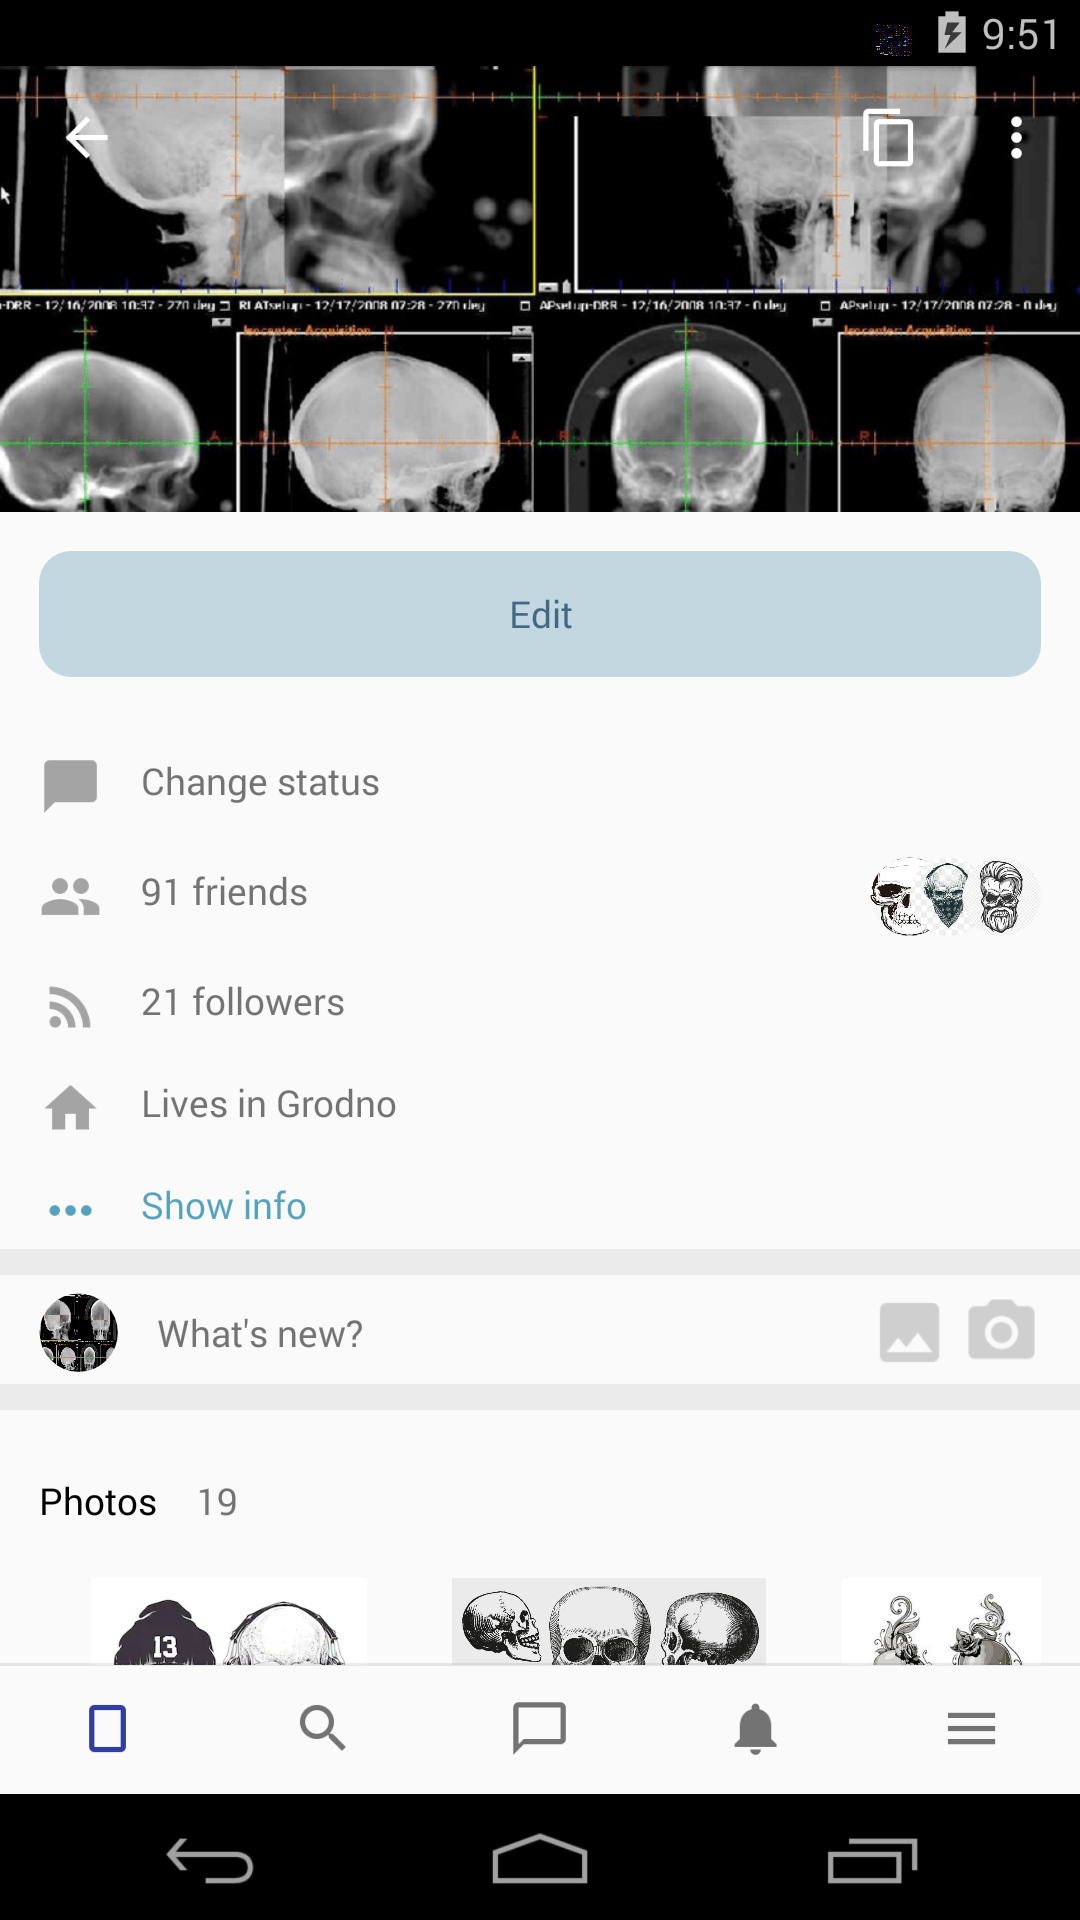 9:51
-DRR - 12/16/2008 10:37 - 270 deg
RLATsetup - 12/17/2008 07:28 - 270 deg
APsetup-DRR - 12/16/2008 10:37 - 0 deg
APsetup - 12/17/2008 07:28 - 0 deg
Isocenter: Acquisition
Isocenter: Acquisition
A
A
R
L
R
Edit
Change status
91 friends
21 followers
Lives in Grodno
Show info
What's new?
Photos 19
13